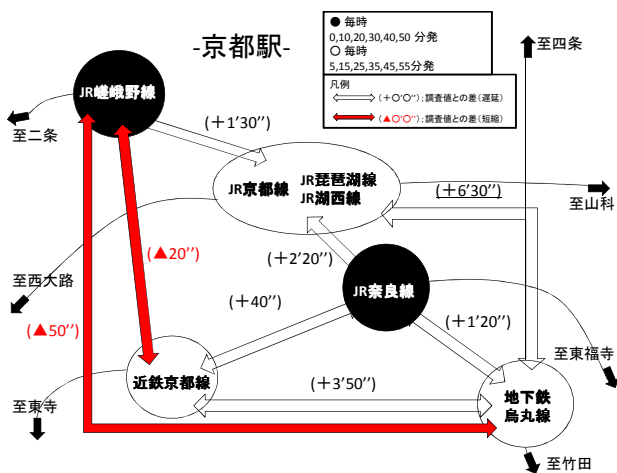 -京都駅-
● 毎時
0,10,20,30,40,50 分発
○ 毎時
5,15,25,35,45,55分発
凡例
(+○'○''):調査値との差(遅延)
(▲○'○''):調査値との差(短縮)
至四条
JR嵯峨野線
至二条
(+1'30'')
JR琵琶湖線
JR京都線
JR湖西線
(+6'30'')
至山科
(▲20'')
(+2'20'')
至西大路
(▲50'')
(+40'')
JR奈良線
(+1'20'')
至東福寺
近鉄京都線
(+3'50'')
地下鉄
烏丸線
至東寺
至竹田